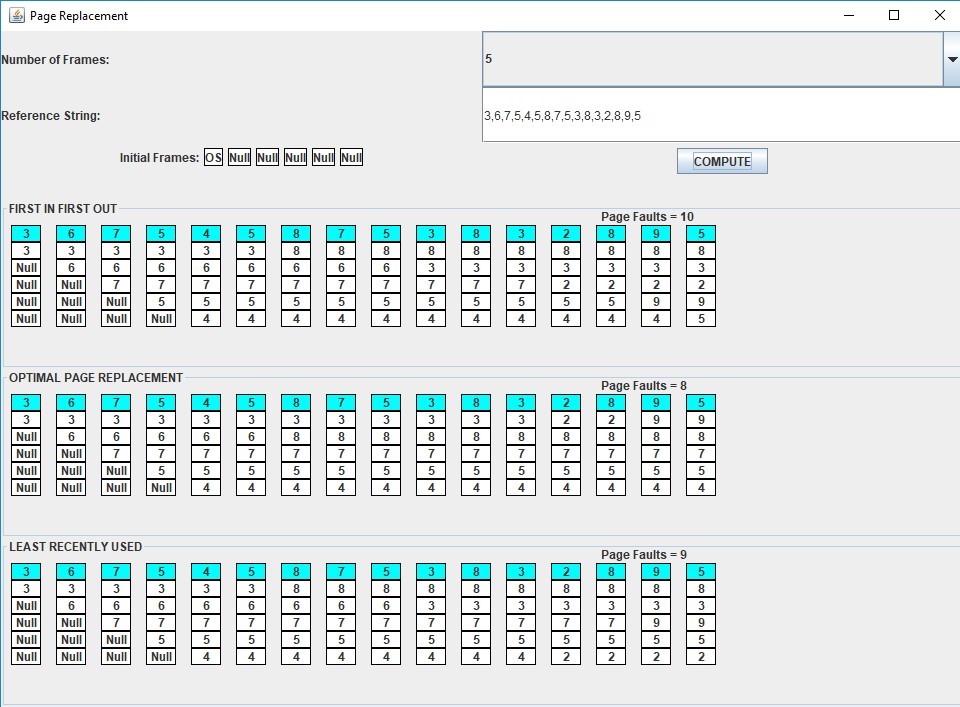 Page Replacement
Number of Frames: 5
Reference String: 3,6,7,5,4,5,8,7,5,3,8,3,2,8,9,5
Initial Frames: OS Null Null Null Null Null COMPUTE
FIRST IN FIRST OUT
Page Faults = 10
3 6 7 5 4 5 8 7 5 3 8 3 2 8 9 5
3 3 3 3 3 3 8 8 8 8 8 8 8 8 8 8
Null 6 6 6 6 6 6 6 6 3 3 3 3 3 3 3
Null Null 7 7 7 7 7 7 7 7 7 7 2 2 2 2
Null Null Null 5 5 5 5 5 5 5 5 5 5 5 9 9
Null Null Null Null 4 4 4 4 4 4 4 4 4 4 4 5
OPTIMAL PAGE REPLACEMENT
Page Faults = 8
3 6 7 5 4 5 8 7 5 3 8 3 2 8 9 5
3 3 3 3 3 3 3 3 3 3 3 3 2 2 9 9
Null 6 6 6 6 6 8 8 8 8 8 8 8 8 8 8
Null Null 7 7 7 7 7 7 7 7 7 7 7 7 7 7
Null Null Null 5 5 5 5 5 5 5 5 5 5 5 5 5
Null Null Null Null 4 4 4 4 4 4 4 4 4 4 4 4
LEAST RECENTLY USED
Page Faults = 9
3 6 7 5 4 5 8 7 5 3 8 3 2 8 9 5
3 3 3 3 3 3 8 8 8 8 8 8 8 8 8 8
Null 6 6 6 6 6 6 6 6 3 3 3 3 3 3 3
Null Null 7 7 7 7 7 7 7 7 7 7 7 7 9 9
Null Null Null 5 5 5 5 5 5 5 5 5 5 5 5 5
Null Null Null Null 4 4 4 4 4 4 4 4 2 2 2 2